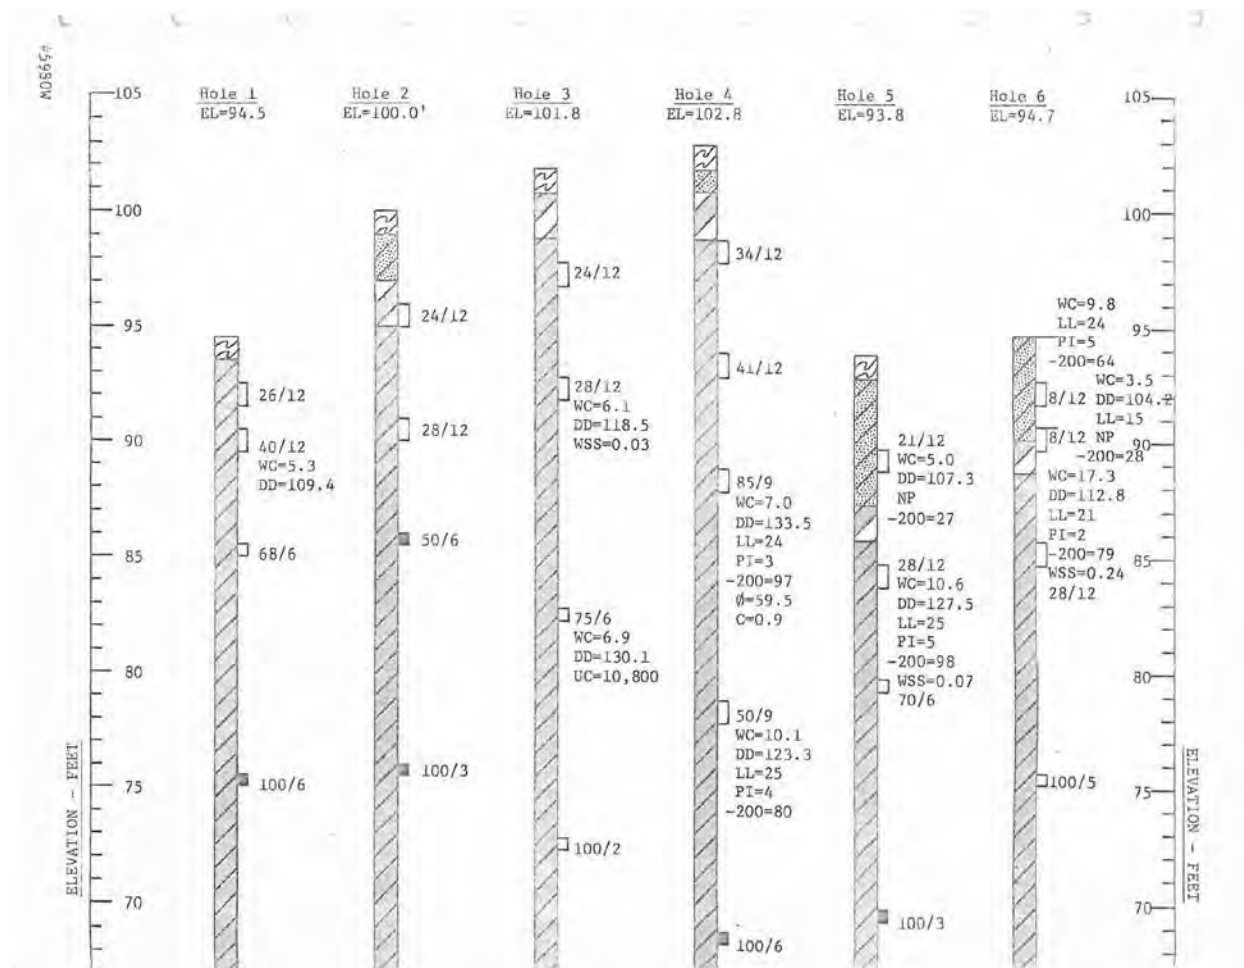 45980W
Hole 1
EL=94.5
Hole 2
EL=100.0'
Hole 3
EL=101.8
Hole 4
EL=102.8
Hole 5
EL=93.8
Hole 6
EL=94.7
105
100
95
90
85
80
75
70
ELEVATION - FEET
26/12
40/12
WC=5.3
DD=109.4
68/6
100/6
24/12
28/12
50/6
100/3
24/12
28/12
WC=6.1
DD=118.5
WSS=0.03
75/6
WC=6.9
DD=130.1
UC=10,800
100/2
34/12
41/12
85/9
WC=7.0
DD=133.5
LL=24
PI=3
-200=97
Ø=59.5
C=0.9
50/9
WC=10.1
DD=123.3
LL=25
PI=4
-200=80
100/6
21/12
WC=5.0
DD=107.3
NP
-200=27
28/12
WC=10.6
DD=127.5
LL=25
PI=5
-200=98
WSS=0.07
70/6
100/3
WC=9.8
LL=24
PI=5
-200=64
WC=3.5
8/12 DD=104.2
LL=15
8/12 NP
-200=28
WC=17.3
DD=112.8
LL=21
PI=2
-200=79
WSS=0.24
28/12
100/5
105
100
95
90
85
80
75
70
ELEVATION - FEET